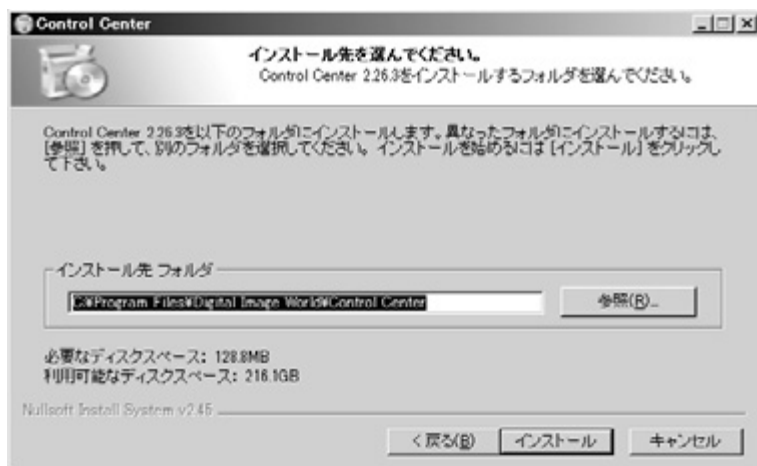 Control Center
インストール先を選んでください。
Control Center 2.26.3をインストールするフォルダを選んでください。
Control Center 2.26.3を以下のフォルダにインストールします。異なったフォルダにインストールするには、
[参照] を押して、別のフォルダを選択してください。インストールを始めるには [インストール] をクリックし
て下さい。
インストール先 フォルダ
C:¥Program Files¥Digital Image World¥Control Center
参照(R)...
必要なディスクスペース: 128.8MB
利用可能なディスクスペース: 216.1GB
Nullsoft Install System v2.45
< 戻る(B)
インストール
キャンセル